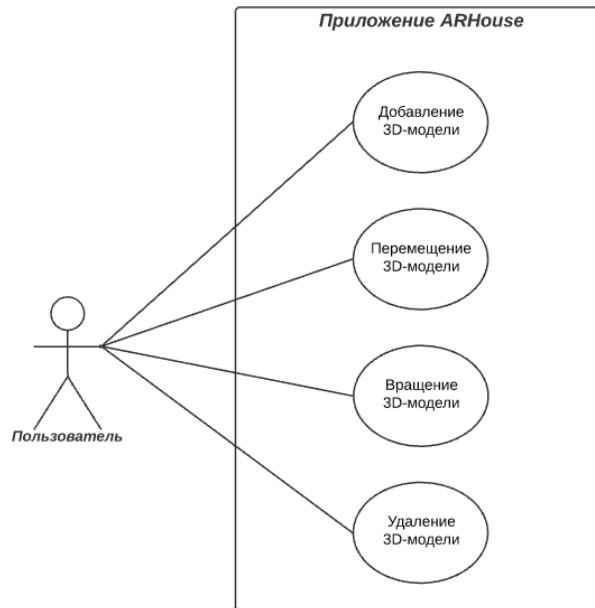 Приложение ARHouse
Добавление
3D-модели
Перемещение
3D-модели
Вращение
3D-модели
Пользователь
Удаление
3D-модели